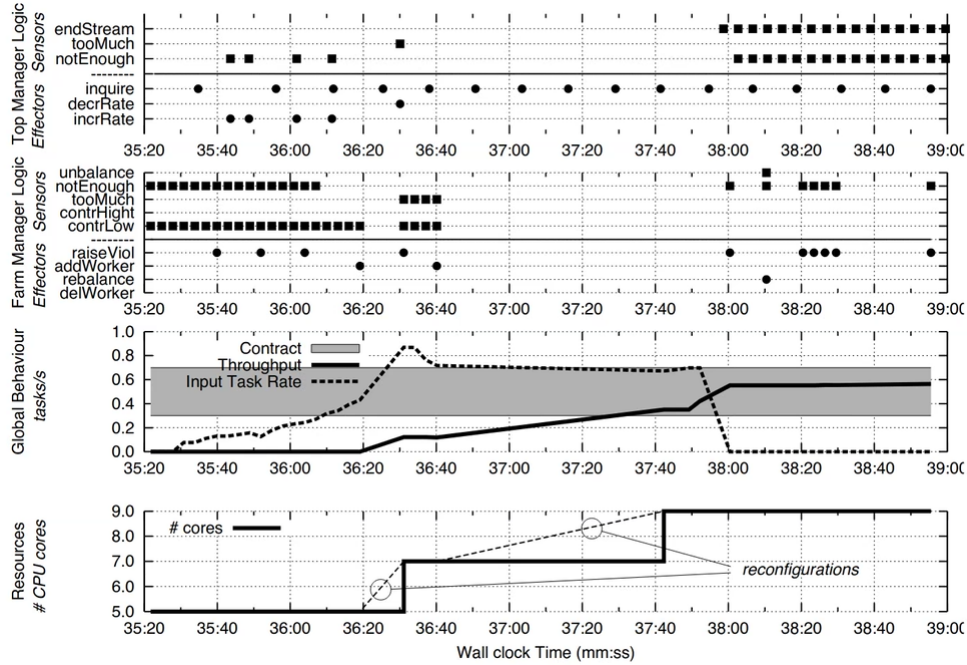 Top Manager Logic
Sensors
Effectors
endStream
tooMuch
notEnough
inquire
decrRate
incrRate
35:20 35:40 36:00 36:20 36:40 37:00 37:20 37:40 38:00 38:20 38:40 39:00
Farm Manager Logic
Sensors
Effectors
unbalance
notEnough
tooMuch
contrHight
contrLow
raiseViol
addWorker
rebalance
delWorker
35:20 35:40 36:00 36:20 36:40 37:00 37:20 37:40 38:00 38:20 38:40 39:00
Global Behaviour
tasks/s
1.0
0.8
0.6
0.4
0.2
0.0
Contract
Throughput
Input Task Rate
35:20 35:40 36:00 36:20 36:40 37:00 37:20 37:40 38:00 38:20 38:40 39:00
Resources
# CPU cores
9.0
8.0
7.0
6.0
5.0
# cores
reconfigurations
35:20 35:40 36:00 36:20 36:40 37:00 37:20 37:40 38:00 38:20 38:40 39:00
Wall clock Time (mm:ss)